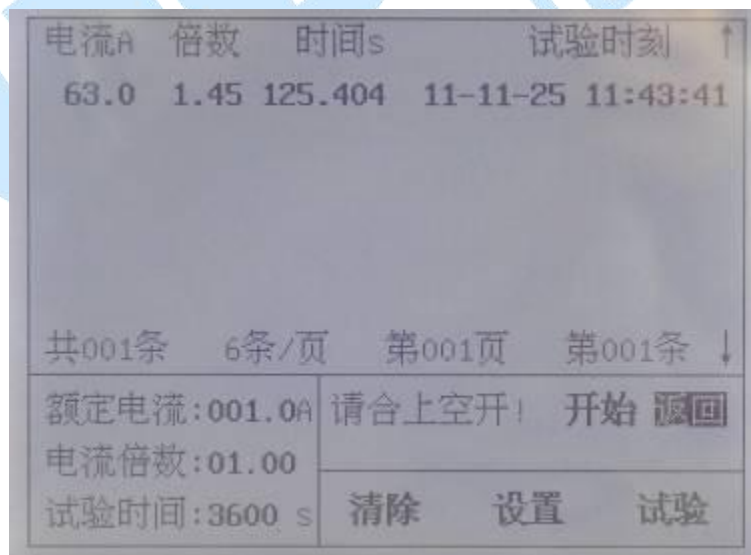 电流A 倍数 时间s 试验时刻 ↑
63.0 1.45 125.404 11-11-25 11:43:41
共001条 6条/页 第001页 第001条 ↓
额定电流:001.0A 请合上空开! 开始 返回
电流倍数:01.00
试验时间:3600 s 清除 设置 试验